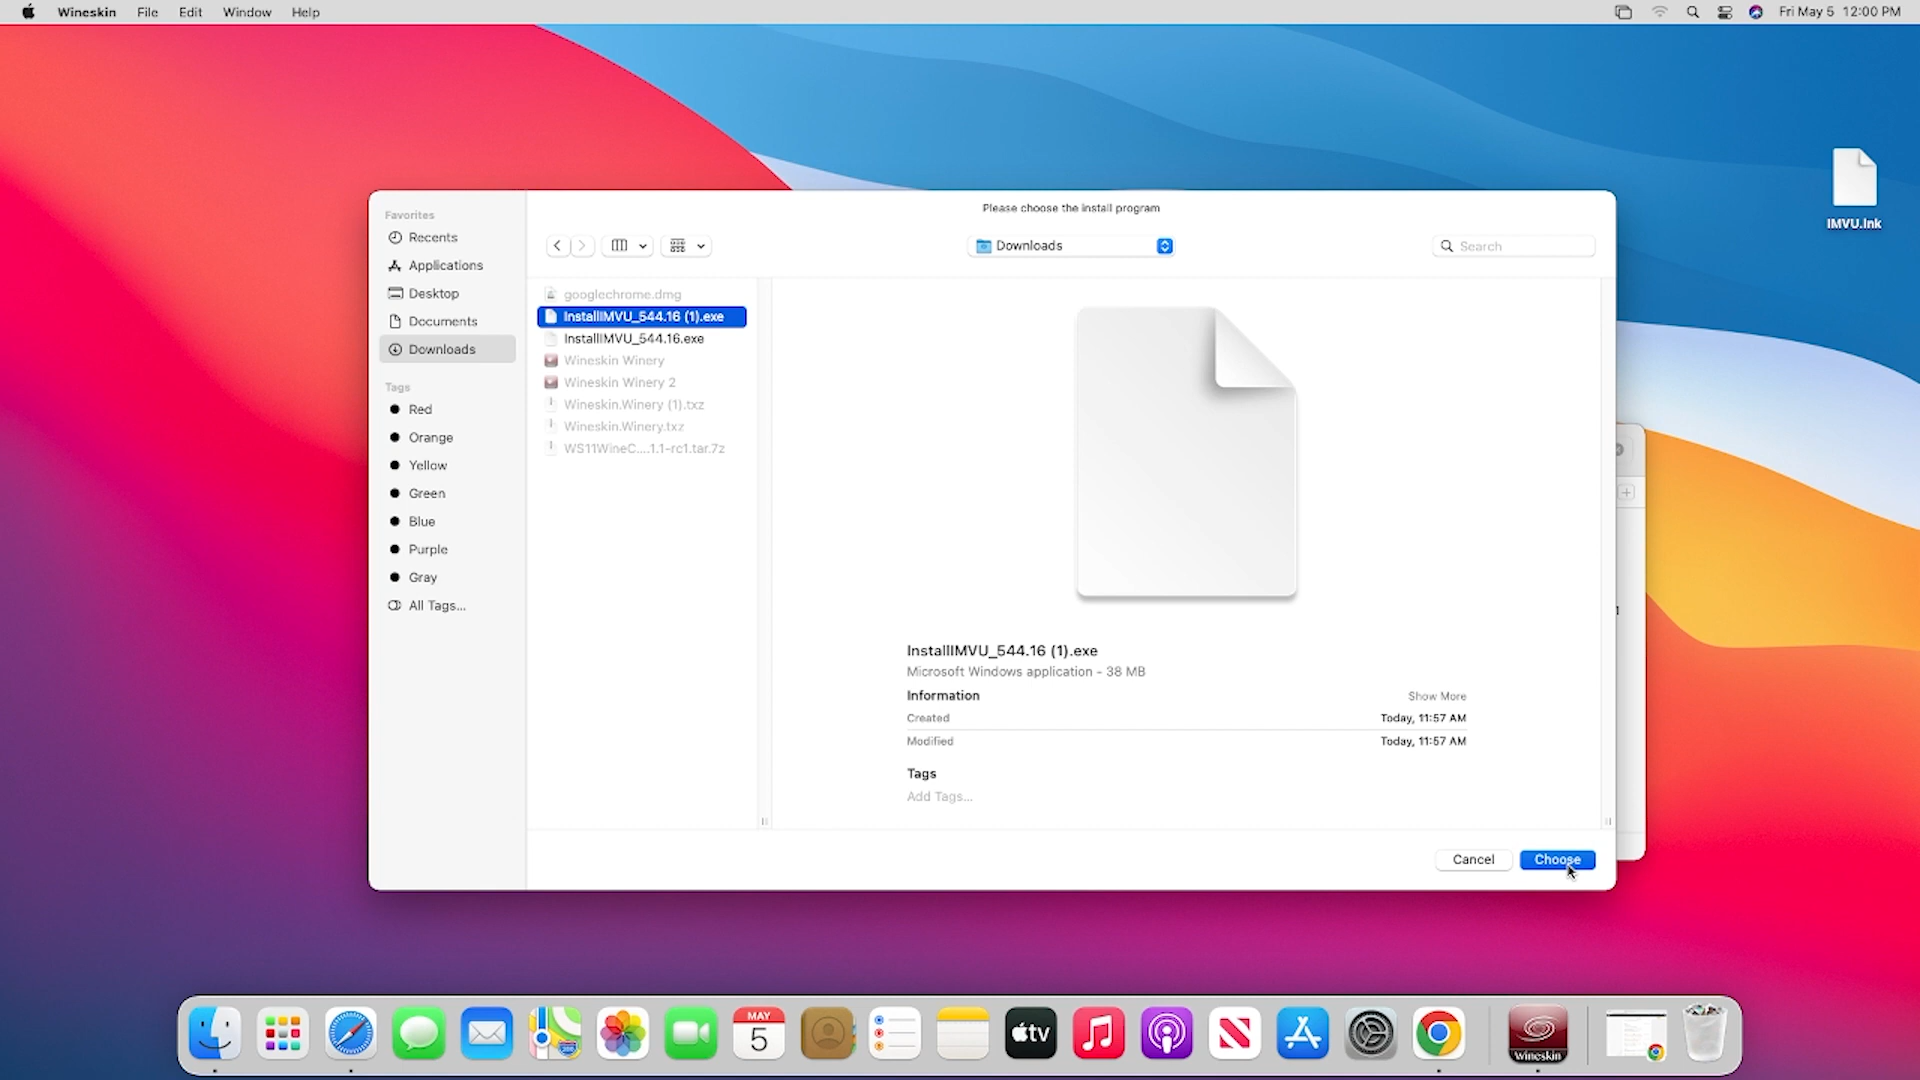 Wineskin File Edit Window Help
Fri May 5 12:00 PM
IMVU.lnk
Please choose the install program
Favorites
Recents
Applications
Desktop
Documents
Downloads
Tags
Red
Orange
Yellow
Green
Blue
Purple
Gray
All Tags...
Downloads
Search
googlechrome.dmg
InstallIMVU_544.16 (1).exe
InstallIMVU_544.16.exe
Wineskin Winery
Wineskin Winery 2
Wineskin.Winery (1).txz
Wineskin.Winery.txz
WS11WineC....1.1-rc1.tar.7z
InstallIMVU_544.16 (1).exe
Microsoft Windows application - 38 MB
Information Show More
Created Today, 11:57 AM
Modified Today, 11:57 AM
Tags
Add Tags...
Cancel Choose
MAY
5
tv
Wineskin